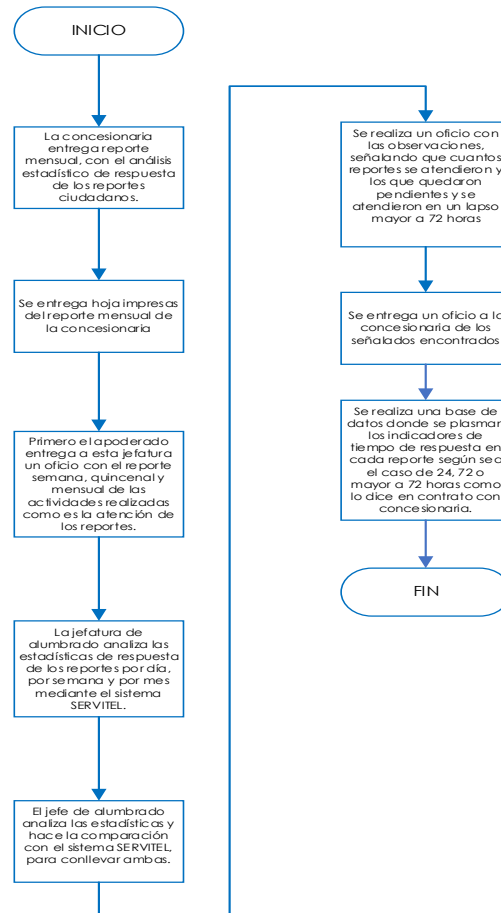 INICIO
La concesionaria
entrega reporte
mensual, con el análisis
estadístico de respuesta
de los reportes
ciudadanos.
Se entrega hoja impresas
del reporte mensual de
la concesionaria
Primero el apoderado
entrega a esta jefatura
un oficio con el reporte
semana, quincenal y
mensual de las
actividades realizadas
como es la atención de
los reportes.
La jefatura de
alumbrado analiza las
estadísticas de respuesta
de los reportes por día,
por semana y por mes
mediante el sistema
SERVITEL.
El jefe de alumbrado
analiza las estadísticas y
hace la comparación
con el sistema SERVITEL,
para conllevar ambas.
Se realiza un oficio con
las observaciones,
señalando que cuantos
reportes se atendieron y
los que quedaron
pendientes y se
atendieron en un lapso
mayor a 72 horas
Se entrega un oficio a la
concesionaria de los
señalados encontrados
Se realiza una base de
datos donde se plasman
los indicadores de
tiempo de respuesta en
cada reporte según sea
el caso de 24, 72 o
mayor a 72 horas como
lo dice en contrato con
concesionaria.
FIN